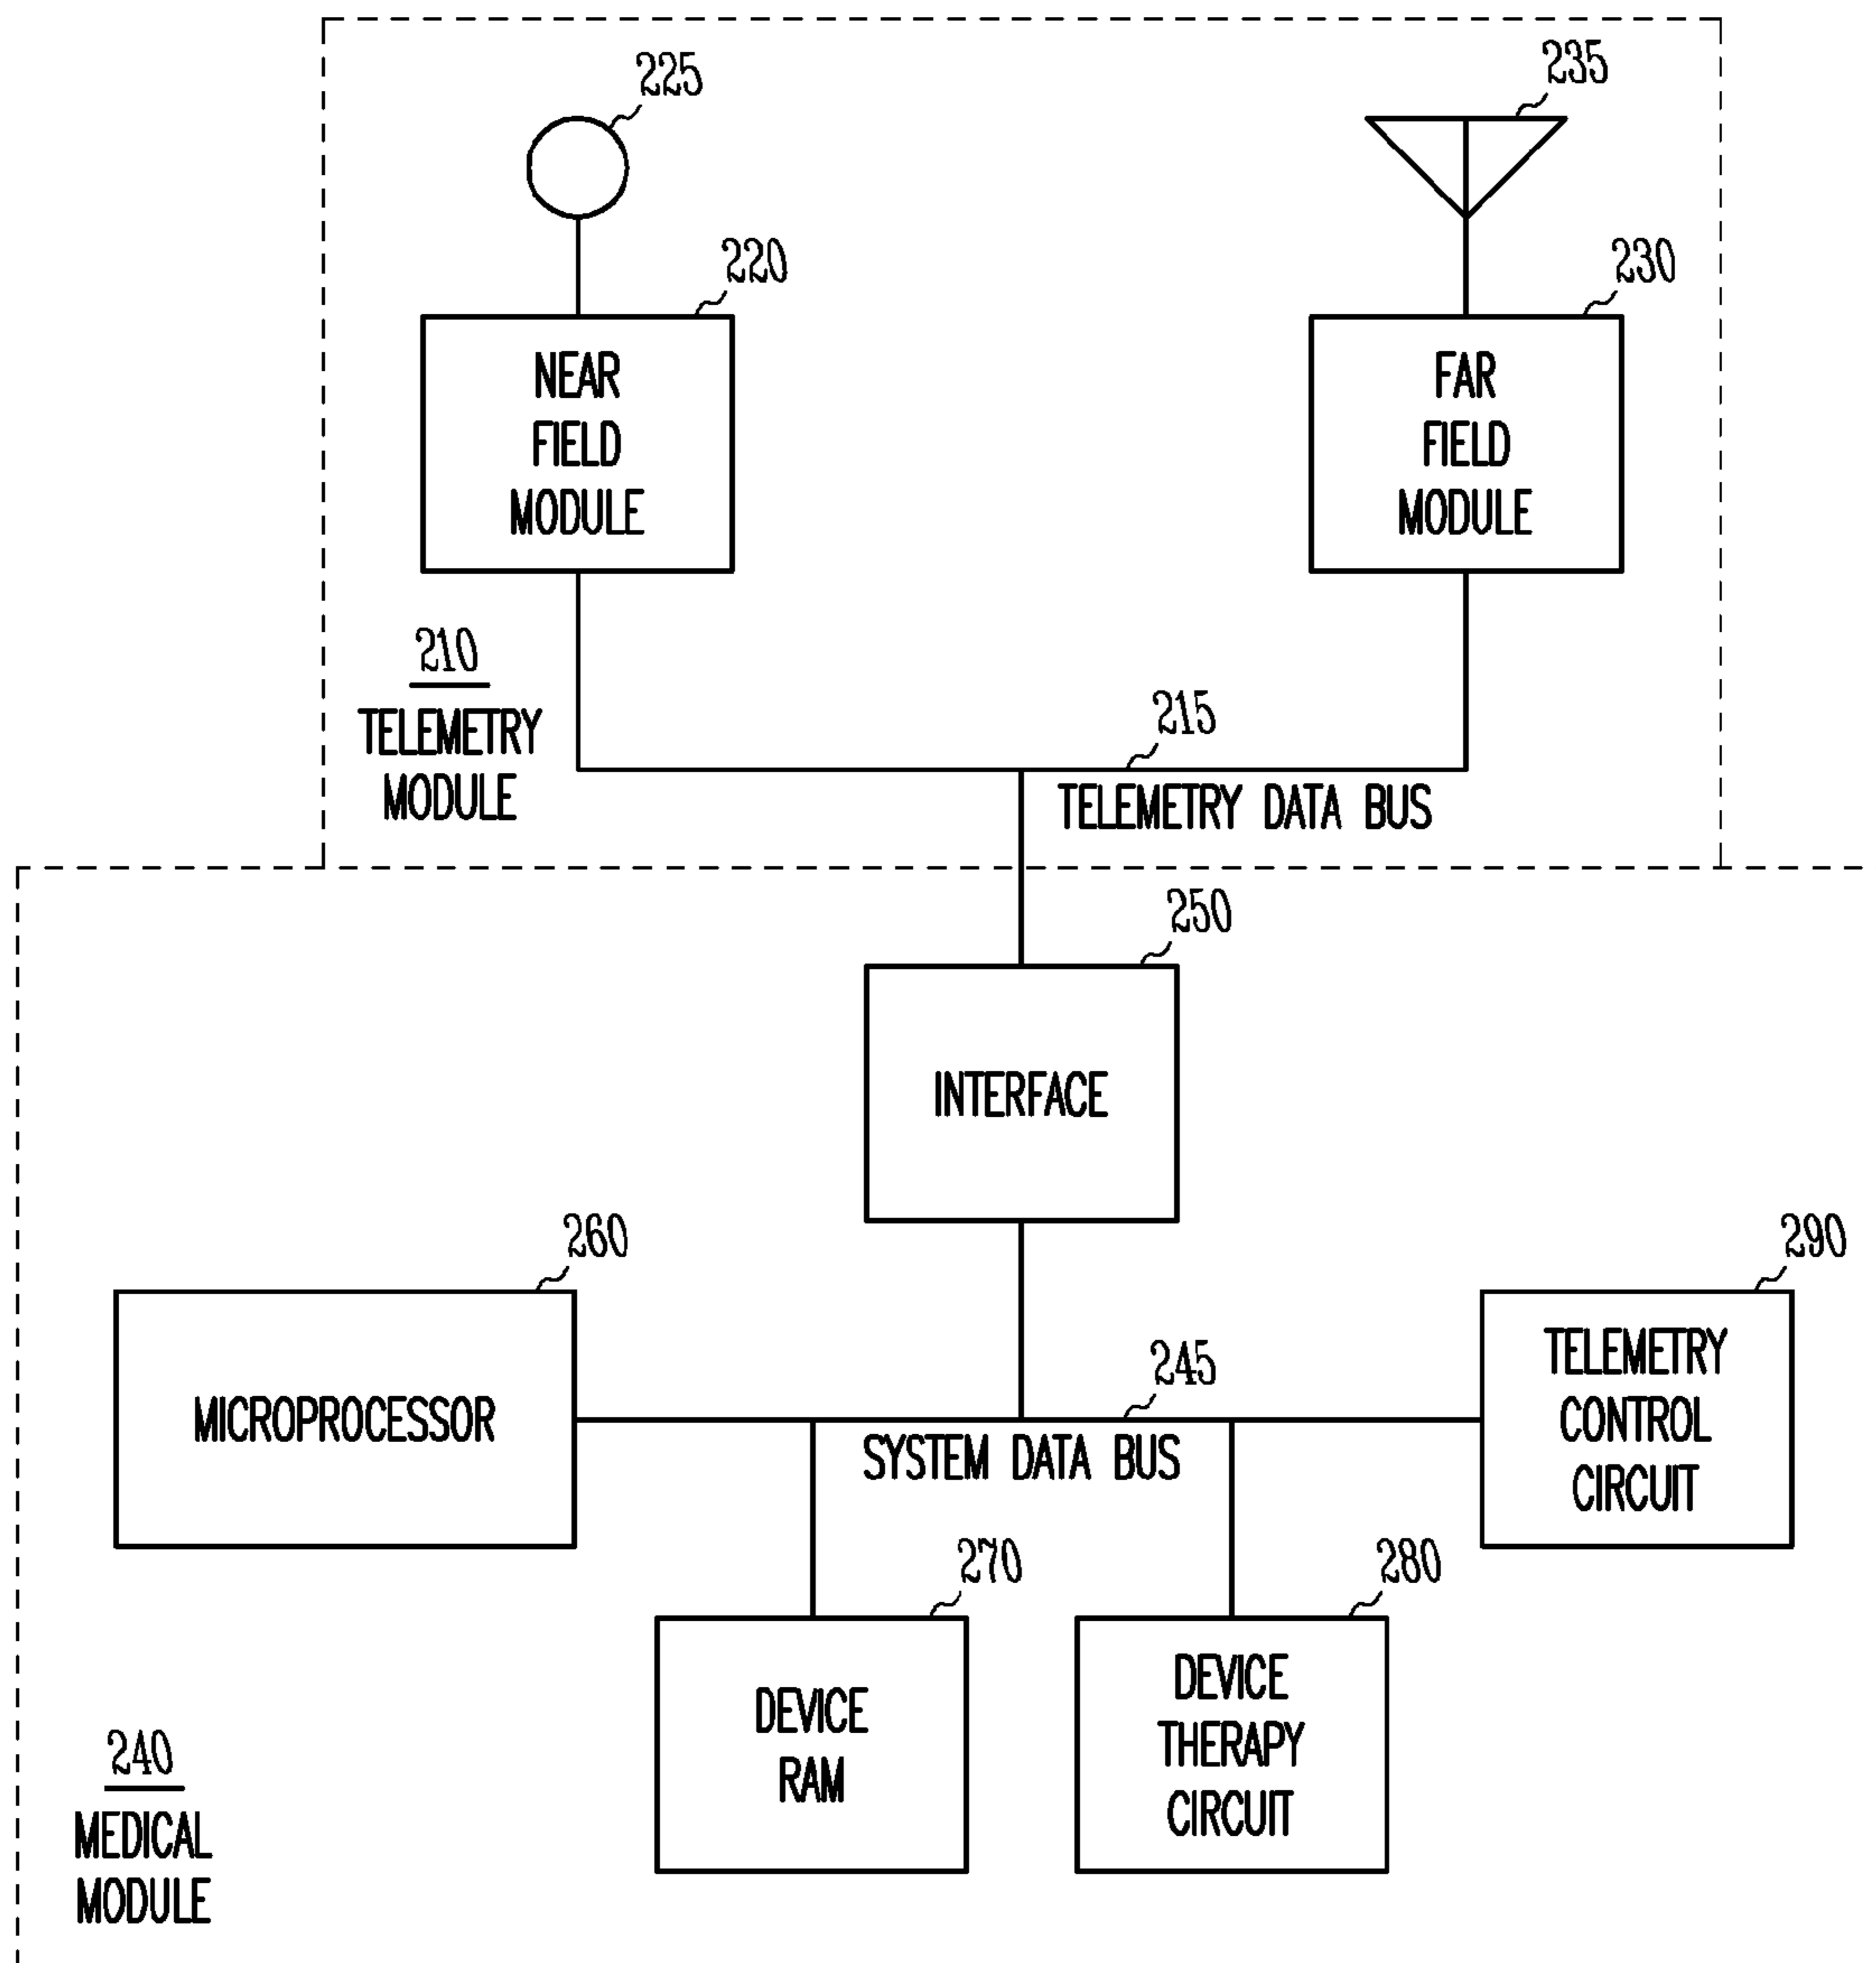 225
235
220
230
NEAR
FIELD
MODULE
FAR
FIELD
MODULE
210
TELEMETRY
MODULE
215
TELEMETRY DATA BUS
250
INTERFACE
260
290
MICROPROCESSOR
245
SYSTEM DATA BUS
TELEMETRY
CONTROL
CIRCUIT
270
280
DEVICE
RAM
DEVICE
THERAPY
CIRCUIT
240
MEDICAL
MODULE